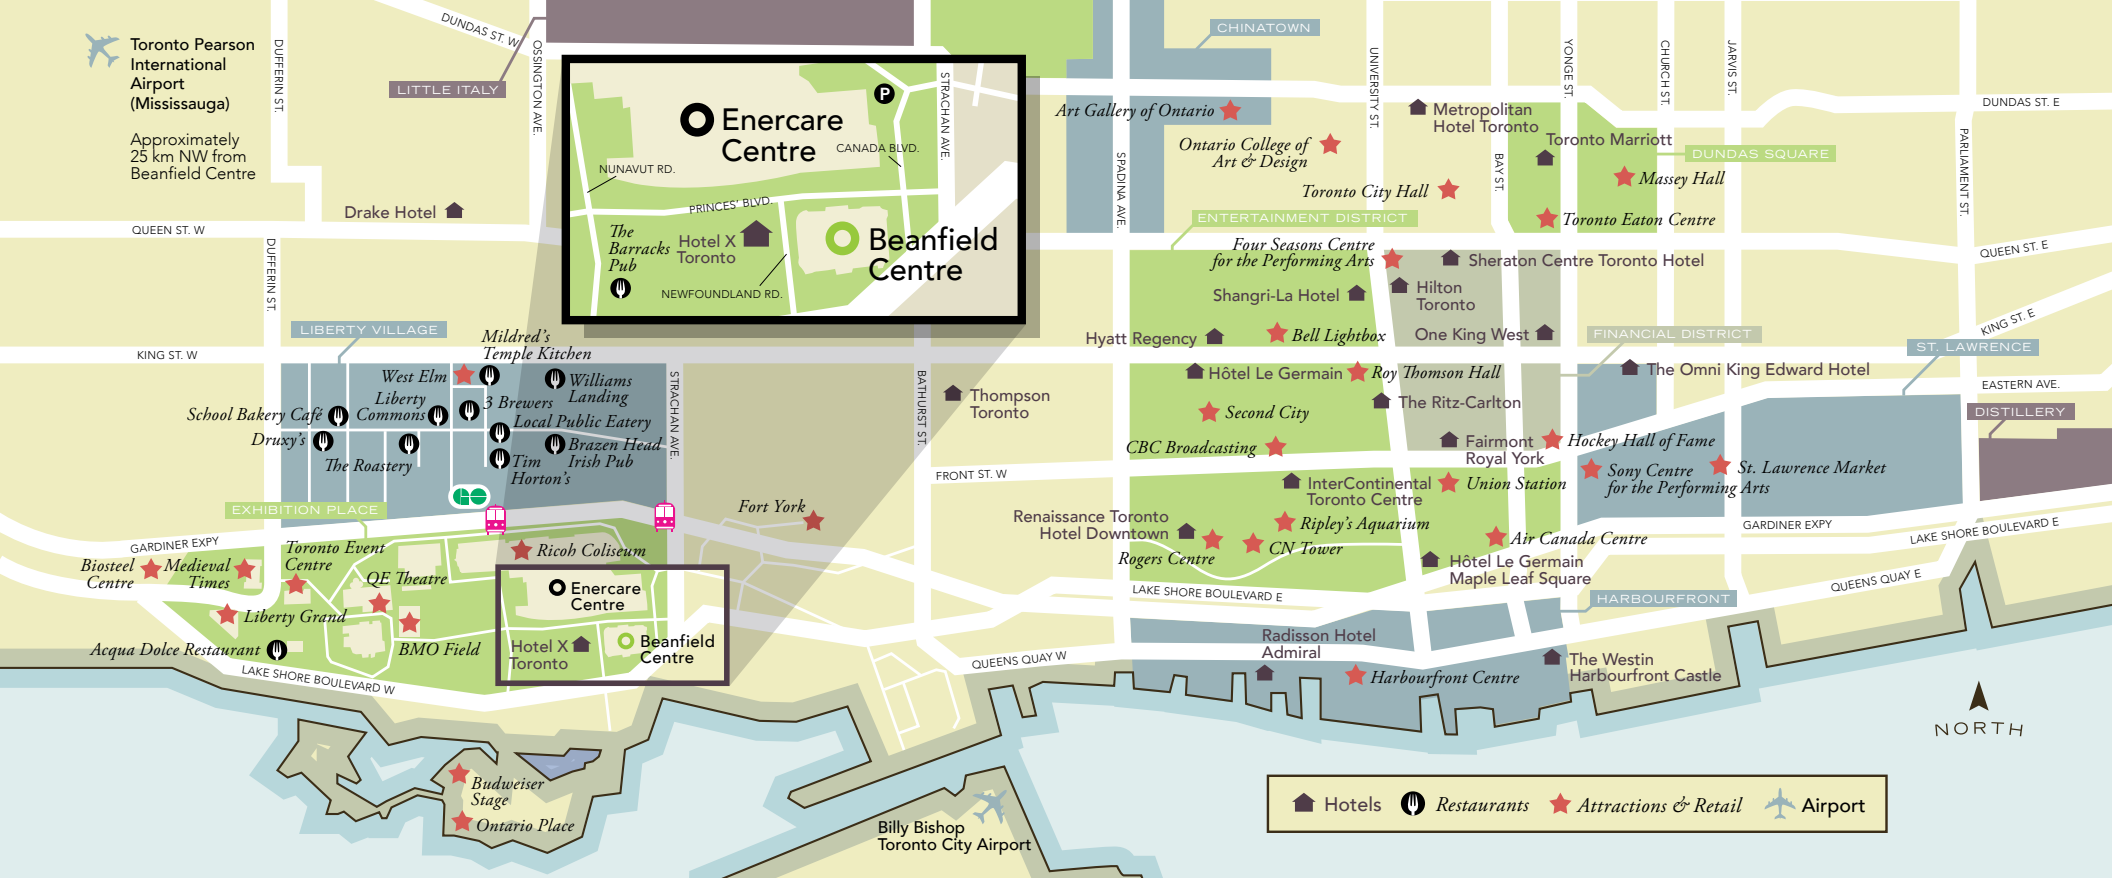 Toronto Pearson
International
Airport
(Mississauga)
Approximately
25 km NW from
Beanfield Centre
DUFFERIN ST.
DUNDAS ST. W
OSSINGTON AVE.
LITTLE ITALY
Drake Hotel
QUEEN ST. W
DUFFERIN ST.
LIBERTY VILLAGE
KING ST. W
P
Enercare
Centre
CANADA BLVD.
STRACHAN AVE.
NUNAVUT RD.
PRINCES' BLVD.
The
Barracks
Pub
Hotel X
Toronto
NEWFOUNDLAND RD.
Beanfield
Centre
Mildred's
Temple Kitchen
West Elm
Williams
Landing
Liberty
Commons
3 Brewers
School Bakery Café
Local Public Eatery
Druxy's
Brazen Head
Irish Pub
The Roastery
Tim
Horton's
STRACHAN AVE.
GO
EXHIBITION PLACE
GARDINER EXPY
Toronto Event
Centre
Ricoh Coliseum
Biosteel
Centre
Medieval
Times
QE Theatre
Liberty Grand
BMO Field
Acqua Dolce Restaurant
LAKE SHORE BOULEVARD W
Enercare
Centre
Hotel X
Toronto
Beanfield
Centre
Budweiser
Stage
Ontario Place
Fort York
BATHURST ST.
Thompson
Toronto
FRONT ST. W
QUEENS QUAY W
Billy Bishop
Toronto City Airport
CHINATOWN
Art Gallery of Ontario
SPADINA AVE.
UNIVERSITY ST.
Ontario College of
Art & Design
Metropolitan
Hotel Toronto
Toronto City Hall
BAY ST.
YONGE ST.
CHURCH ST.
JARVIS ST.
DUNDAS ST. E
PARLIAMENT ST.
Toronto Marriott
DUNDAS SQUARE
Massey Hall
Toronto Eaton Centre
ENTERTAINMENT DISTRICT
Four Seasons Centre
for the Performing Arts
Sheraton Centre Toronto Hotel
QUEEN ST. E
Shangri-La Hotel
Hilton
Toronto
Hyatt Regency
Bell Lightbox
One King West
FINANCIAL DISTRICT
KING ST. E
ST. LAWRENCE
Hôtel Le Germain
Roy Thomson Hall
The Omni King Edward Hotel
EASTERN AVE.
The Ritz-Carlton
DISTILLERY
Second City
CBC Broadcasting
Fairmont
Royal York
Hockey Hall of Fame
Sony Centre
for the Performing Arts
St. Lawrence Market
InterContinental
Toronto Centre
Union Station
Renaissance Toronto
Hotel Downtown
Ripley's Aquarium
Rogers Centre
CN Tower
Air Canada Centre
GARDINER EXPY
LAKE SHORE BOULEVARD E
Hôtel Le Germain
Maple Leaf Square
LAKE SHORE BOULEVARD E
HARBOURFRONT
QUEENS QUAY E
Radisson Hotel
Admiral
Harbourfront Centre
The Westin
Harbourfront Castle
NORTH
Hotels
Restaurants
Attractions & Retail
Airport